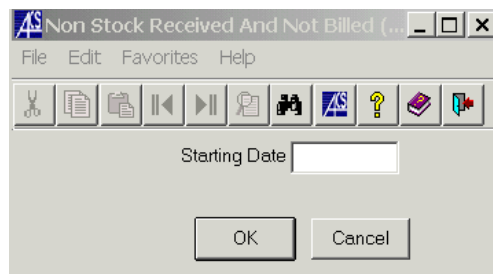 Non Stock Received And Not Billed (...
File Edit Favorites Help
Starting Date
OK Cancel